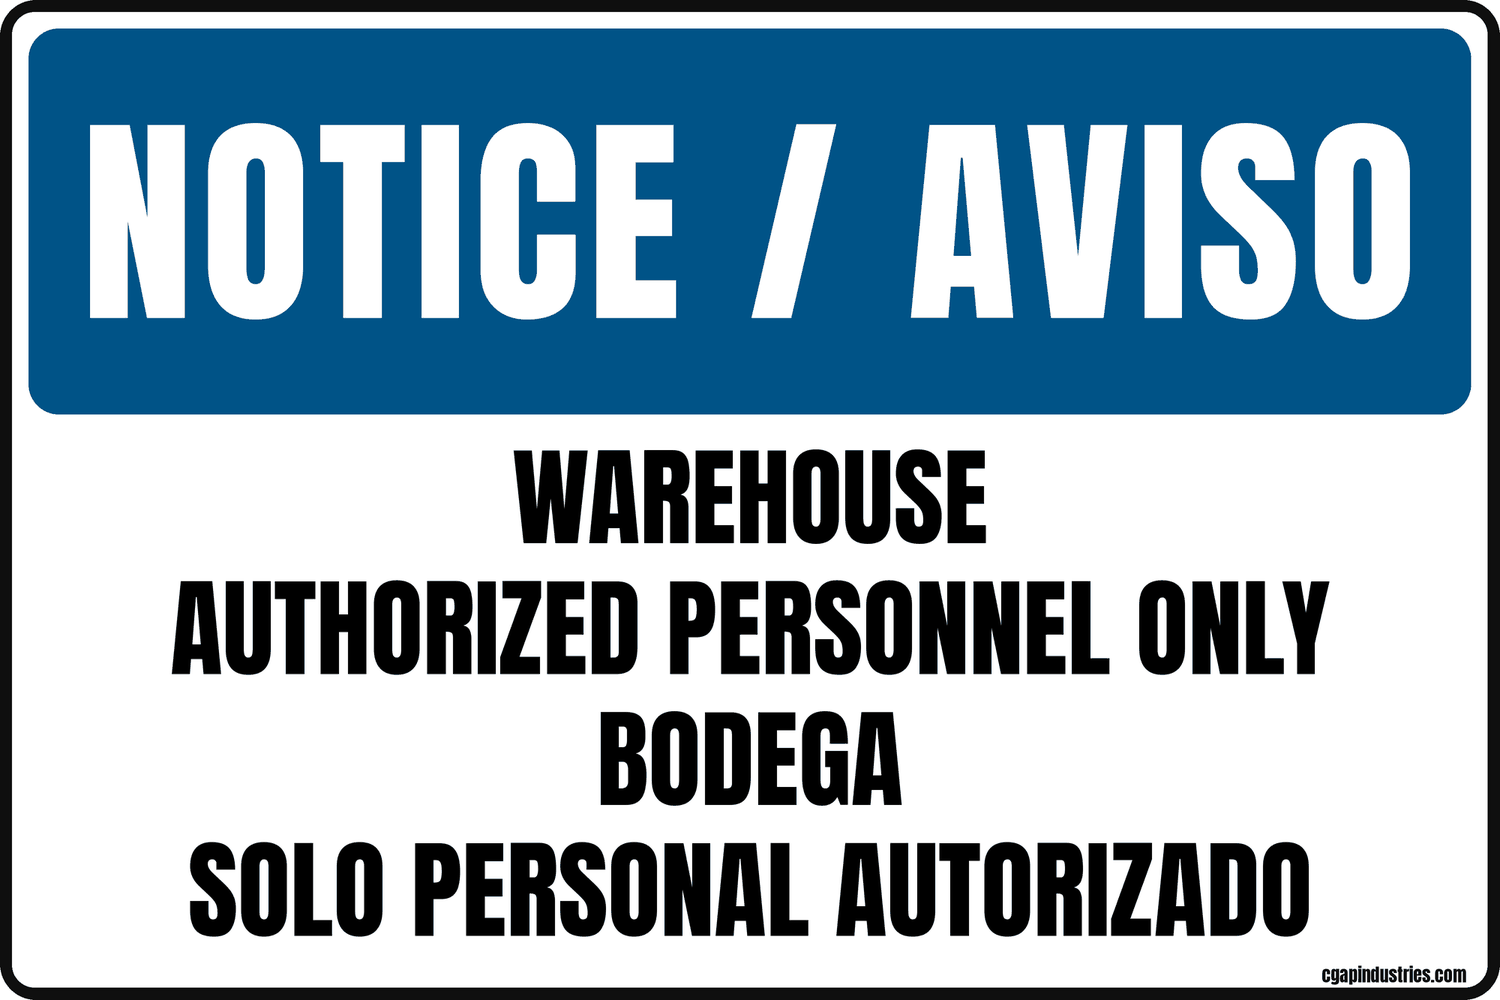 NOTICE / AVISO
WAREHOUSE
AUTHORIZED PERSONNEL ONLY
BODEGA
SOLO PERSONAL AUTORIZADO
cgapindustries.com